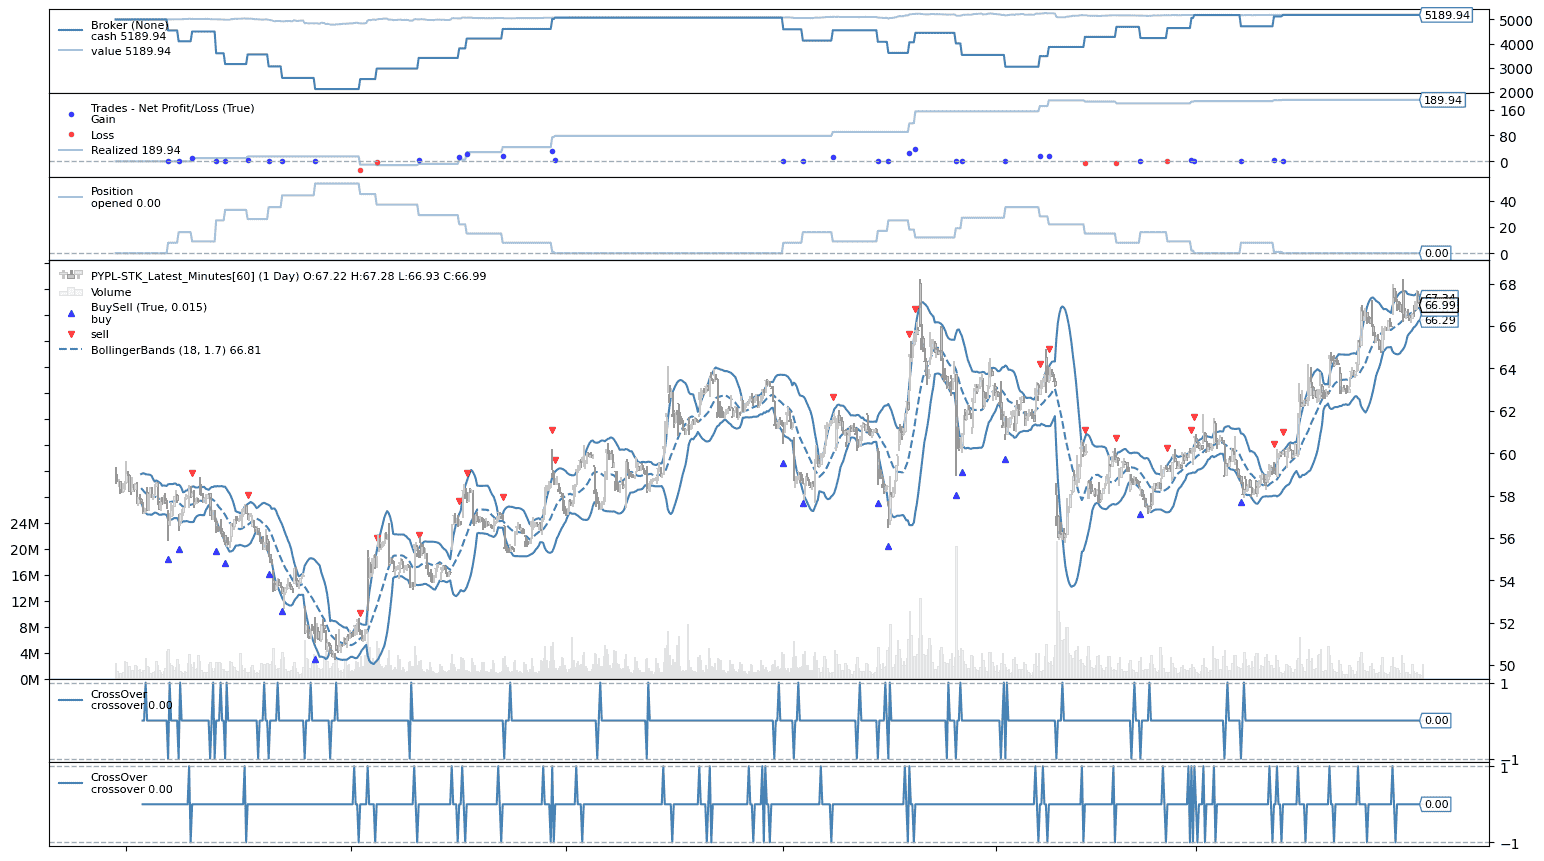 Broker (None)
cash 5189.94
value 5189.94
5189.94
5000
4000
3000
2000
Trades - Net Profit/Loss (True)
Gain
Loss
Realized 189.94
189.94
160
80
0
Position
opened 0.00
40
20
0.00
0
PYPL-STK_Latest_Minutes[60] (1 Day) O:67.22 H:67.28 L:66.93 C:66.99
Volume
BuySell (True, 0.015)
buy
sell
BollingerBands (18, 1.7) 66.81
67.34
66.99
66.29
68
66
64
62
60
58
56
54
52
50
24M
20M
16M
12M
8M
4M
0M
CrossOver
crossover 0.00
1
0.00
−1
CrossOver
crossover 0.00
1
0.00
−1